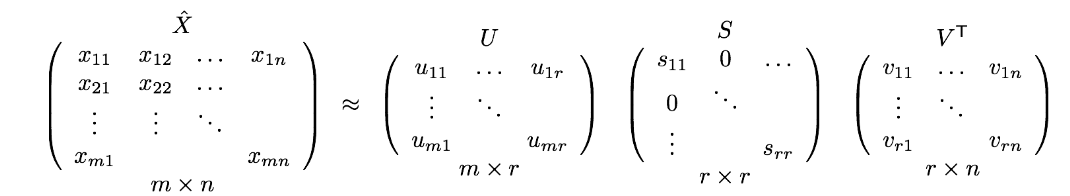 X̂ U S Vᵀ
x₁₁ x₁₂ … x₁ₙ u₁₁ … u₁ᵣ s₁₁ 0 … v₁₁ … v₁ₙ
x₂₁ x₂₂ … ≈ ⋮ ⋱ 0 ⋱ ⋮ ⋱
⋮ ⋮ ⋱ uₘ₁ uₘᵣ ⋮ sᵣᵣ vᵣ₁ vᵣₙ
xₘ₁ xₘₙ
m × n m × r r × r r × n